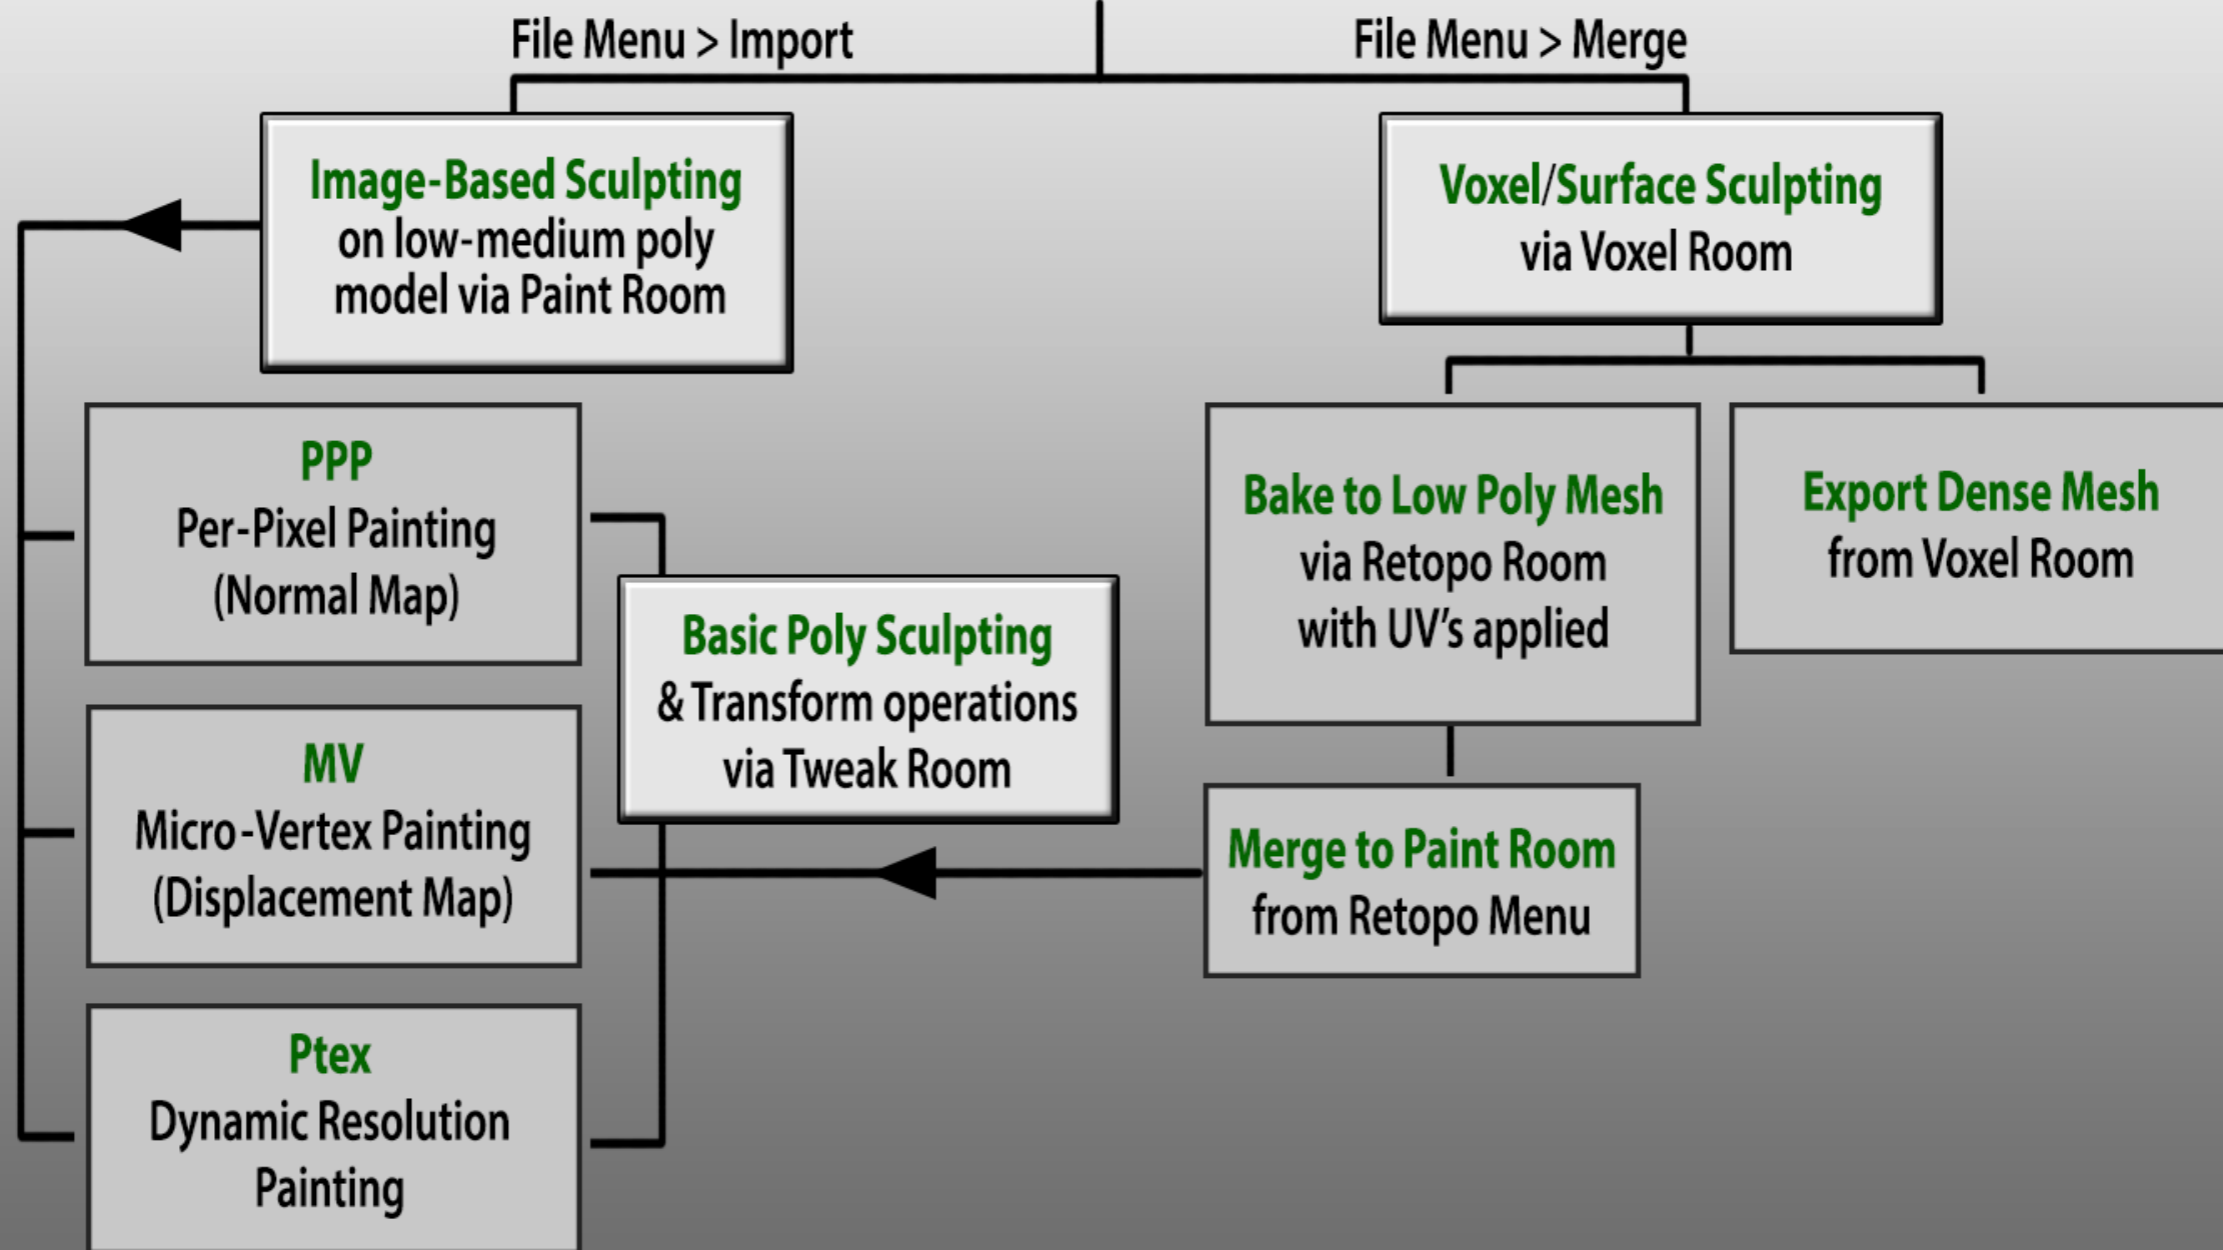 File Menu > Import
File Menu > Merge
Image-Based Sculpting
on low-medium poly
model via Paint Room
Voxel/Surface Sculpting
via Voxel Room
PPP
Per-Pixel Painting
(Normal Map)
Basic Poly Sculpting
& Transform operations
via Tweak Room
Bake to Low Poly Mesh
via Retopo Room
with UV's applied
Export Dense Mesh
from Voxel Room
MV
Micro-Vertex Painting
(Displacement Map)
Merge to Paint Room
from Retopo Menu
Ptex
Dynamic Resolution
Painting